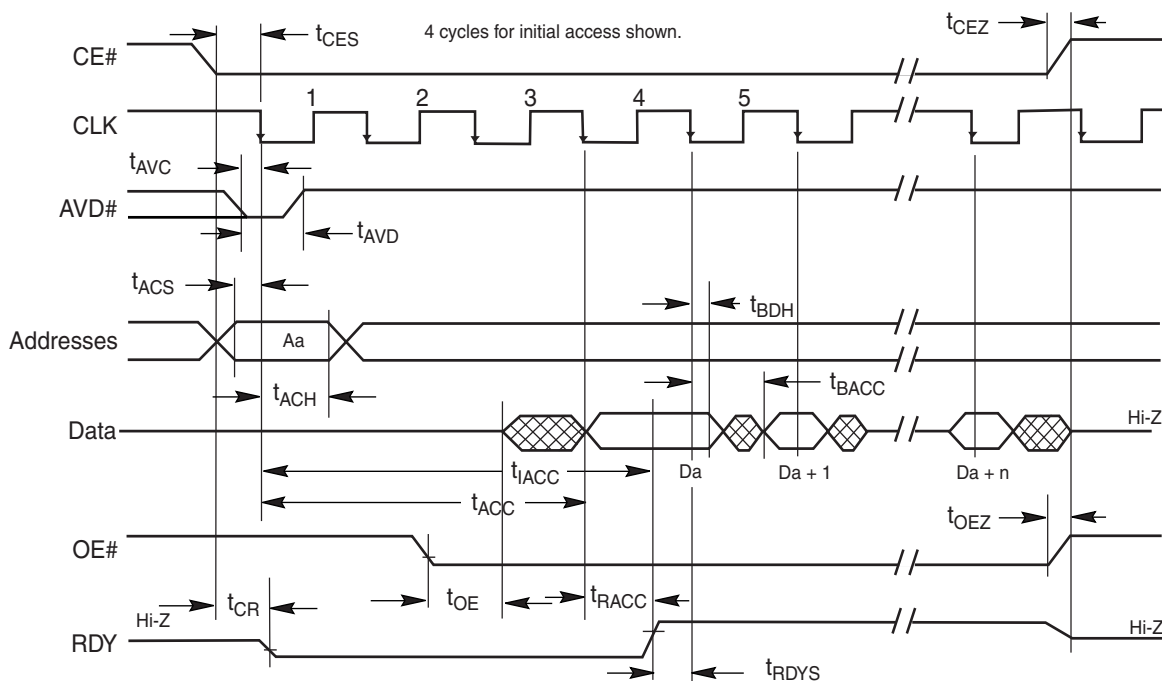 t_CES
4 cycles for initial access shown.
t_CEZ
CE#
1 2 3 4 5
CLK
t_AVC
AVD#
t_AVD
t_ACS
t_BDH
Addresses
Aa
t_ACH
t_BACC
Data
Hi-Z
t_IACC
Da
Da + 1
Da + n
t_ACC
t_OEZ
OE#
t_OE
t_RACC
t_CR
Hi-Z
Hi-Z
RDY
t_RDYS